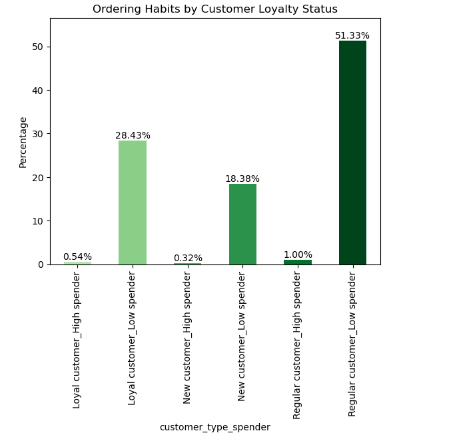 Ordering Habits by Customer Loyalty Status
Percentage
50
40
30
20
10
0
0.54%
28.43%
0.32%
18.38%
1.00%
51.33%
Loyal customer_High spender
Loyal customer_Low spender
New customer_High spender
New customer_Low spender
Regular customer_High spender
Regular customer_Low spender
customer_type_spender